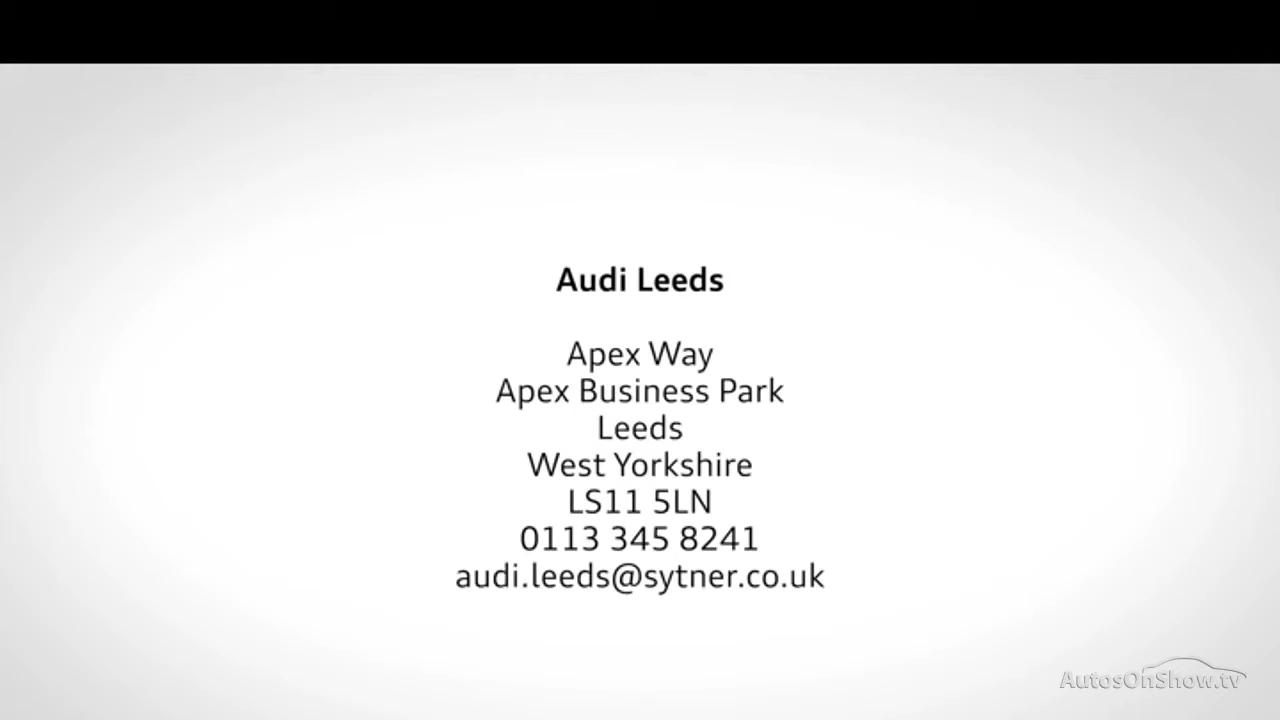 Audi Leeds
Apex Way
Apex Business Park
Leeds
West Yorkshire
LS11 5LN
0113 345 8241
audi.leeds@sytner.co.uk
AutosOnShow.tv